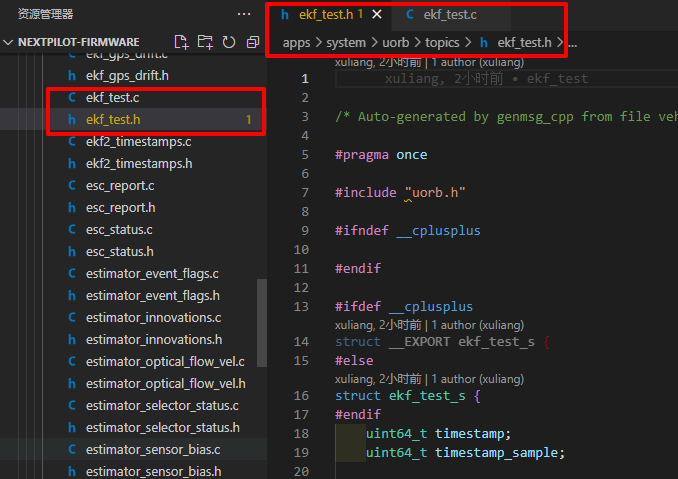 资源管理器
NEXTPILOT-FIRMWARE
ekf_gps_drift.c
ekf_gps_drift.h
ekf_test.c
ekf_test.h 1
ekf2_timestamps.c
ekf2_timestamps.h
esc_report.c
esc_report.h
esc_status.c
esc_status.h
estimator_event_flags.c
estimator_event_flags.h
estimator_innovations.c
estimator_innovations.h
estimator_optical_flow_vel.c
estimator_optical_flow_vel.h
estimator_selector_status.c
estimator_selector_status.h
estimator_sensor_bias.c
estimator_sensor_bias.h
ekf_test.h 1
ekf_test.c
apps > system > uorb > topics > h ekf_test.h > ...
xuliang, 2小时前 | 1 author (xuliang)
1 xuliang, 2小时前 • ekf_test
2
3 /* Auto-generated by genmsg_cpp from file veh
4
5 #pragma once
6
7 #include "uorb.h"
8
9 #ifndef __cplusplus
10
11 #endif
12
13 #ifdef __cplusplus
xuliang, 2小时前 | 1 author (xuliang)
14 struct __EXPORT ekf_test_s {
15 #else
xuliang, 2小时前 | 1 author (xuliang)
16 struct ekf_test_s {
17 #endif
18 uint64_t timestamp;
19 uint64_t timestamp_sample;
20